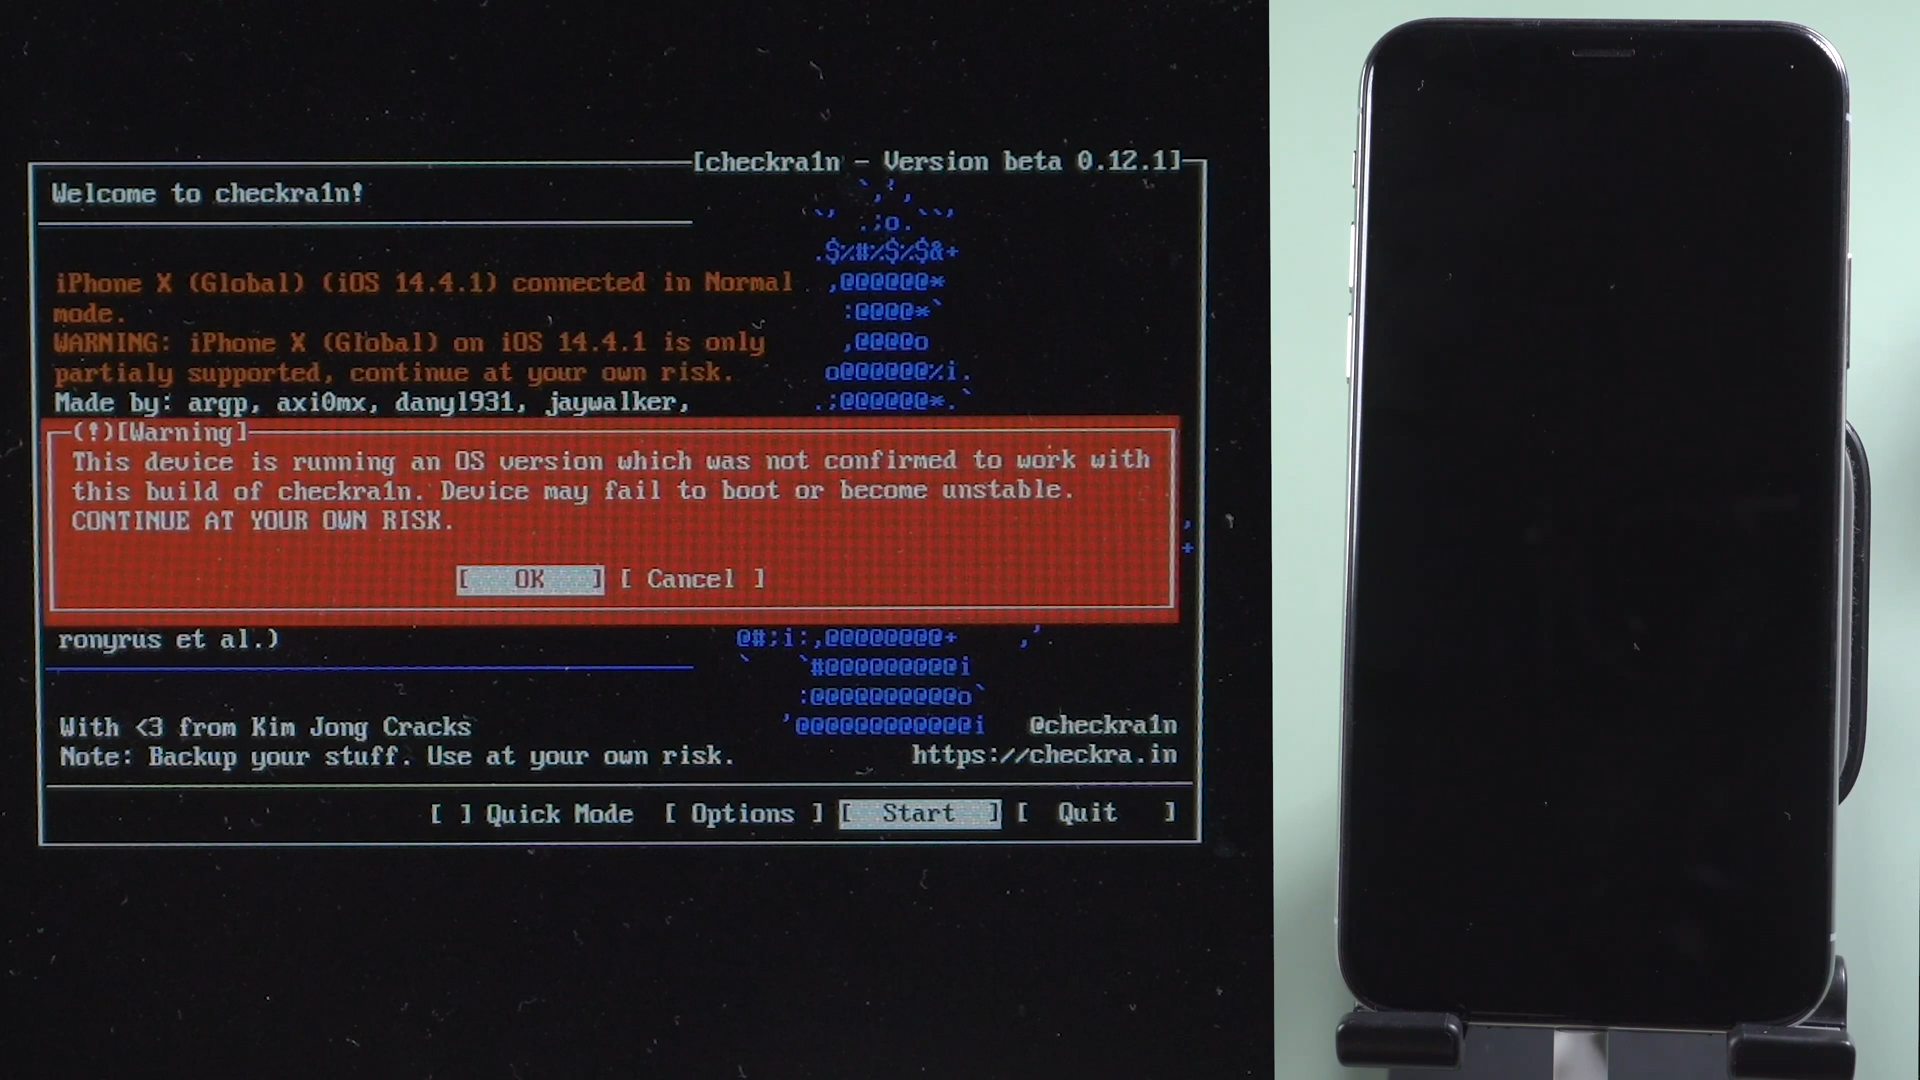 [checkra1n - Version beta 0.12.1]
Welcome to checkra1n!
iPhone X (Global) (iOS 14.4.1) connected in Normal
mode.
WARNING: iPhone X (Global) on iOS 14.4.1 is only
partialy supported, continue at your own risk.
Made by: argp, axi0mx, danyl931, jaywalker,
(!)[Warning]
This device is running an OS version which was not confirmed to work with
this build of checkra1n. Device may fail to boot or become unstable.
CONTINUE AT YOUR OWN RISK.
[ OK ] [ Cancel ]
ronyrus et al.)
With <3 from Kim Jong Cracks
@checkra1n
Note: Backup your stuff. Use at your own risk.
https://checkra.in
[ ] Quick Mode [ Options ] [ Start ] [ Quit ]